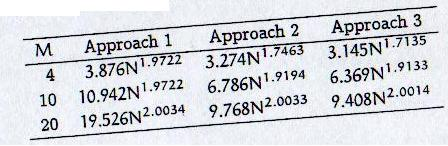 M Approach 1 Approach 2 Approach 3
4 3.876N^1.9722 3.274N^1.7463 3.145N^1.7135
10 10.942N^1.9722 6.786N^1.9194 6.369N^1.9133
20 19.526N^2.0034 9.768N^2.0033 9.408N^2.0014